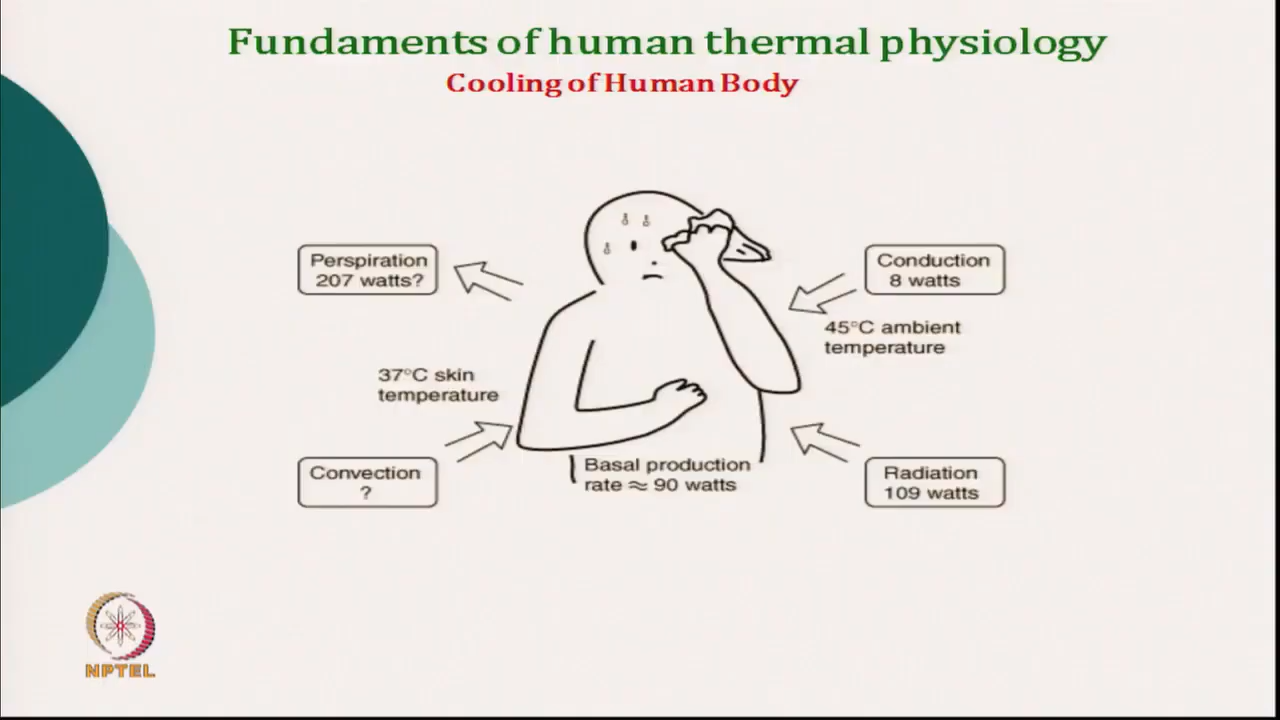 Fundaments of human thermal physiology
Cooling of Human Body
Perspiration
207 watts?
Conduction
8 watts
45°C ambient
temperature
37°C skin
temperature
Convection
?
Basal production
rate ≈ 90 watts
Radiation
109 watts
NPTEL